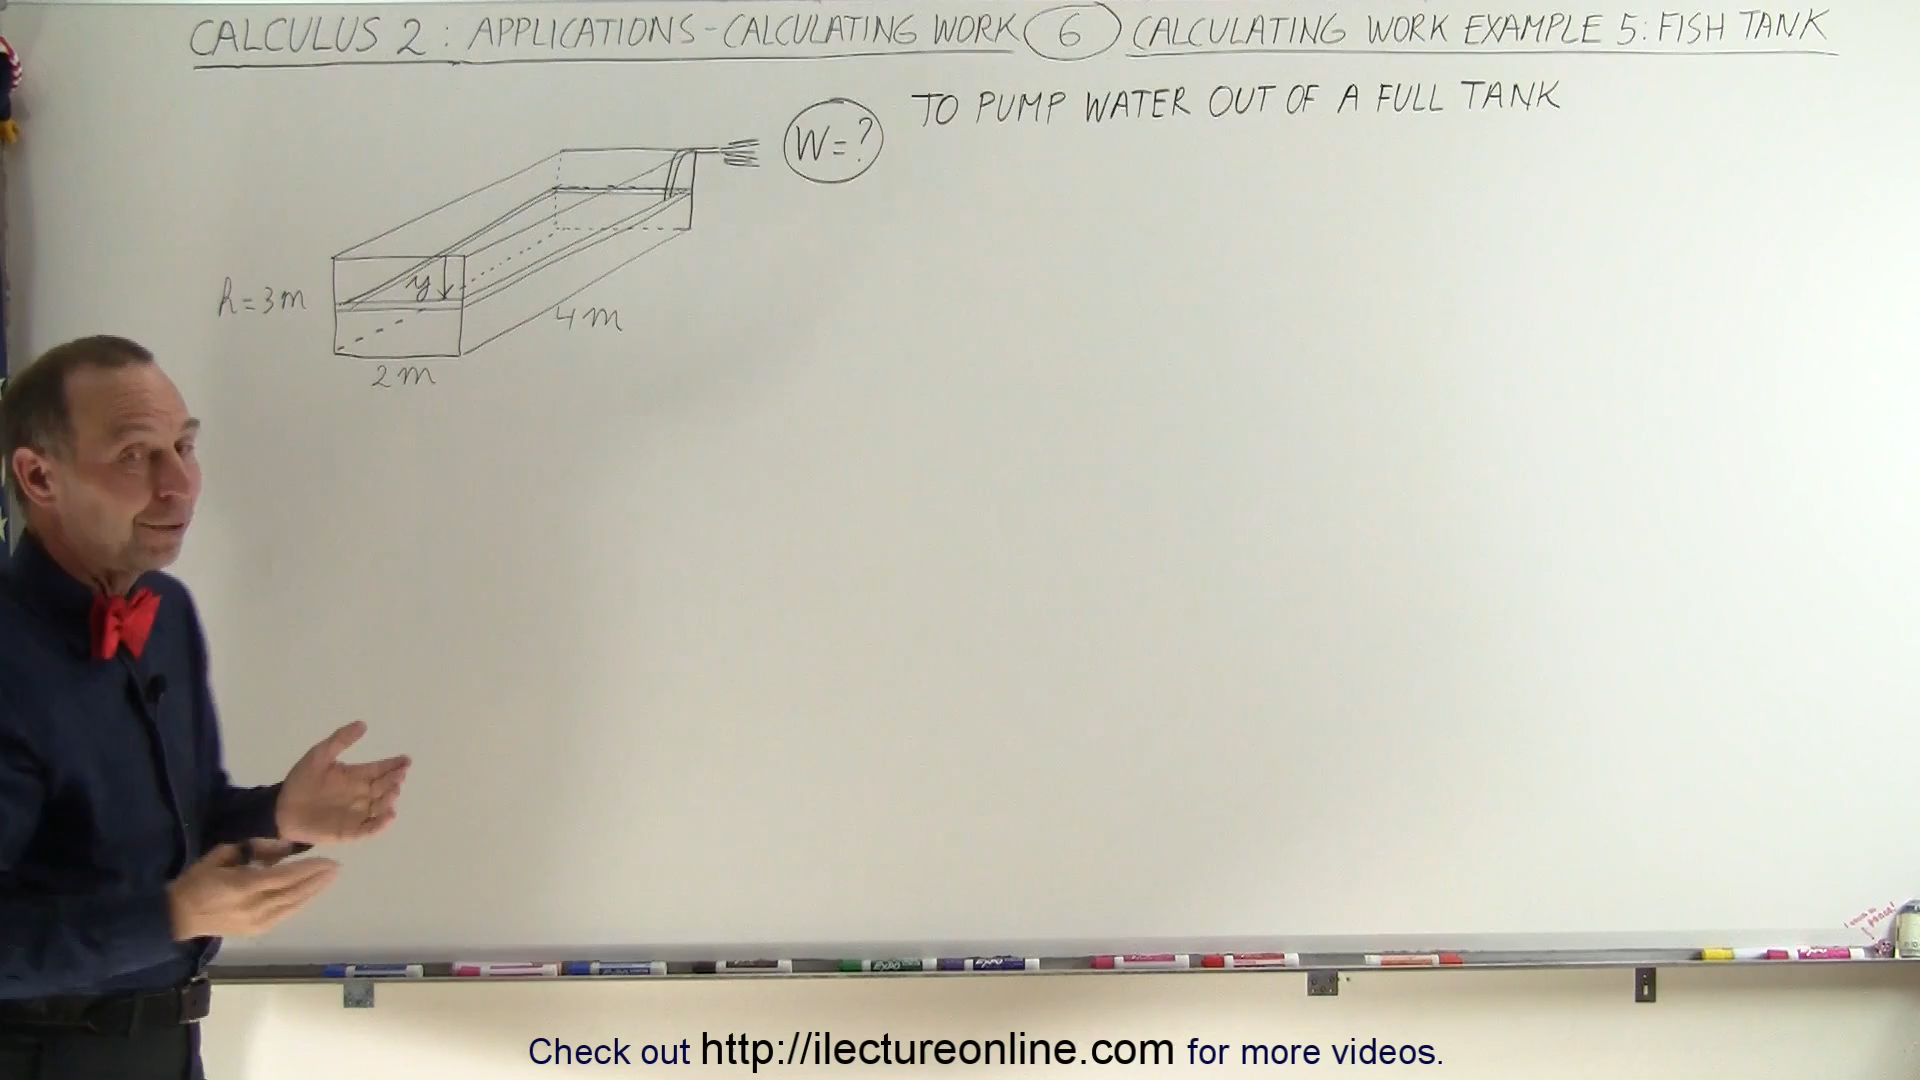 CALCULUS 2: APPLICATIONS-CALCULATING WORK 6 CALCULATING WORK EXAMPLE 5: FISH TANK
TO PUMP WATER OUT OF A FULL TANK
W=?
y
h=3m
4m
2m
Check out http://ilectureonline.com for more videos.